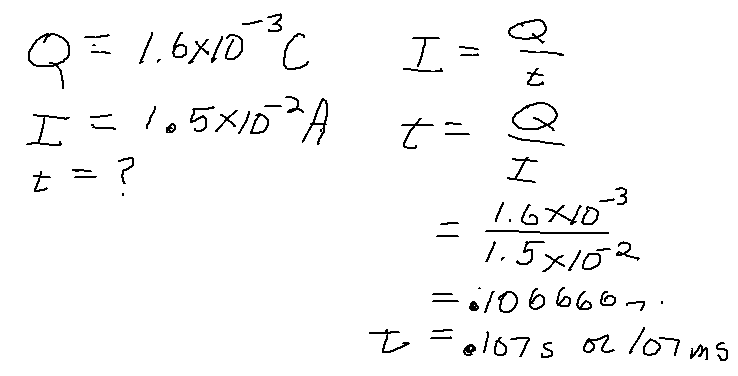 Q = 1.6×10⁻³ C
I = 1.5×10⁻² A
t = ?
I = Q/t
t = Q/I
= 1.6×10⁻³/1.5×10⁻²
= .1066667.
t = .107 s or 107 ms